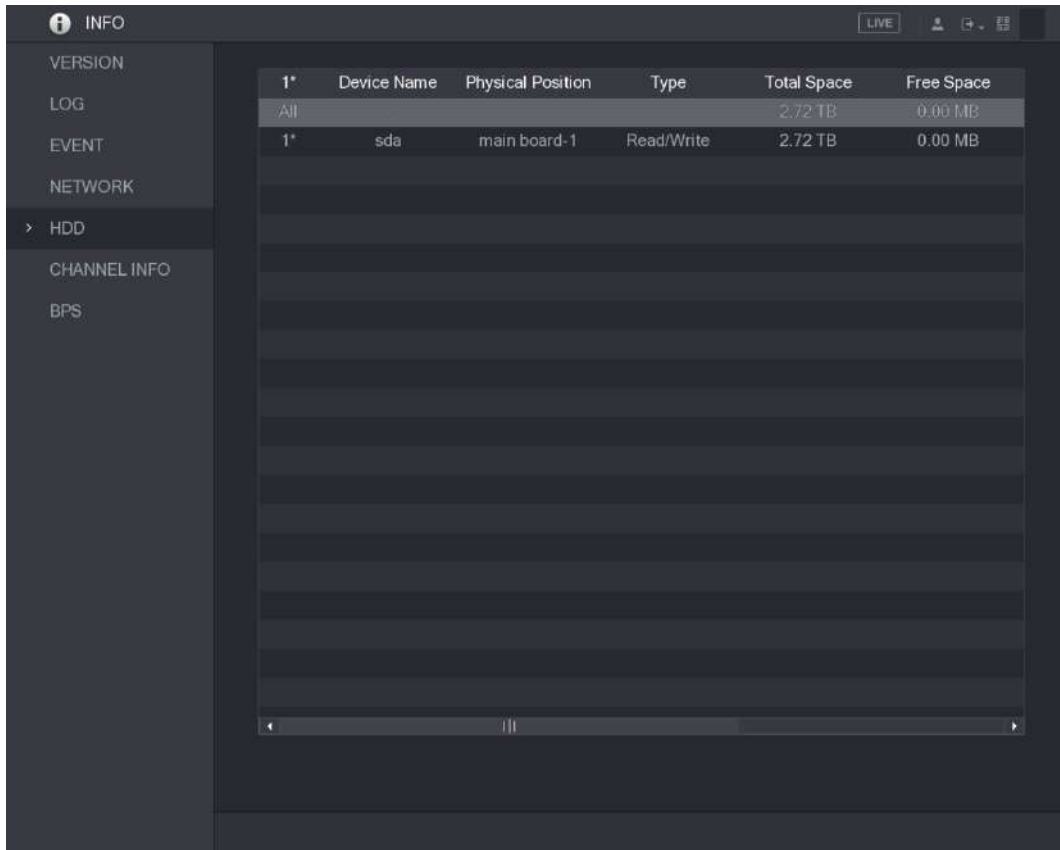 INFO LIVE
VERSION
LOG
EVENT
NETWORK
HDD
CHANNEL INFO
BPS
1* Device Name Physical Position Type Total Space Free Space
All 2.72 TB 0.00 MB
1* sda main board-1 Read/Write 2.72 TB 0.00 MB